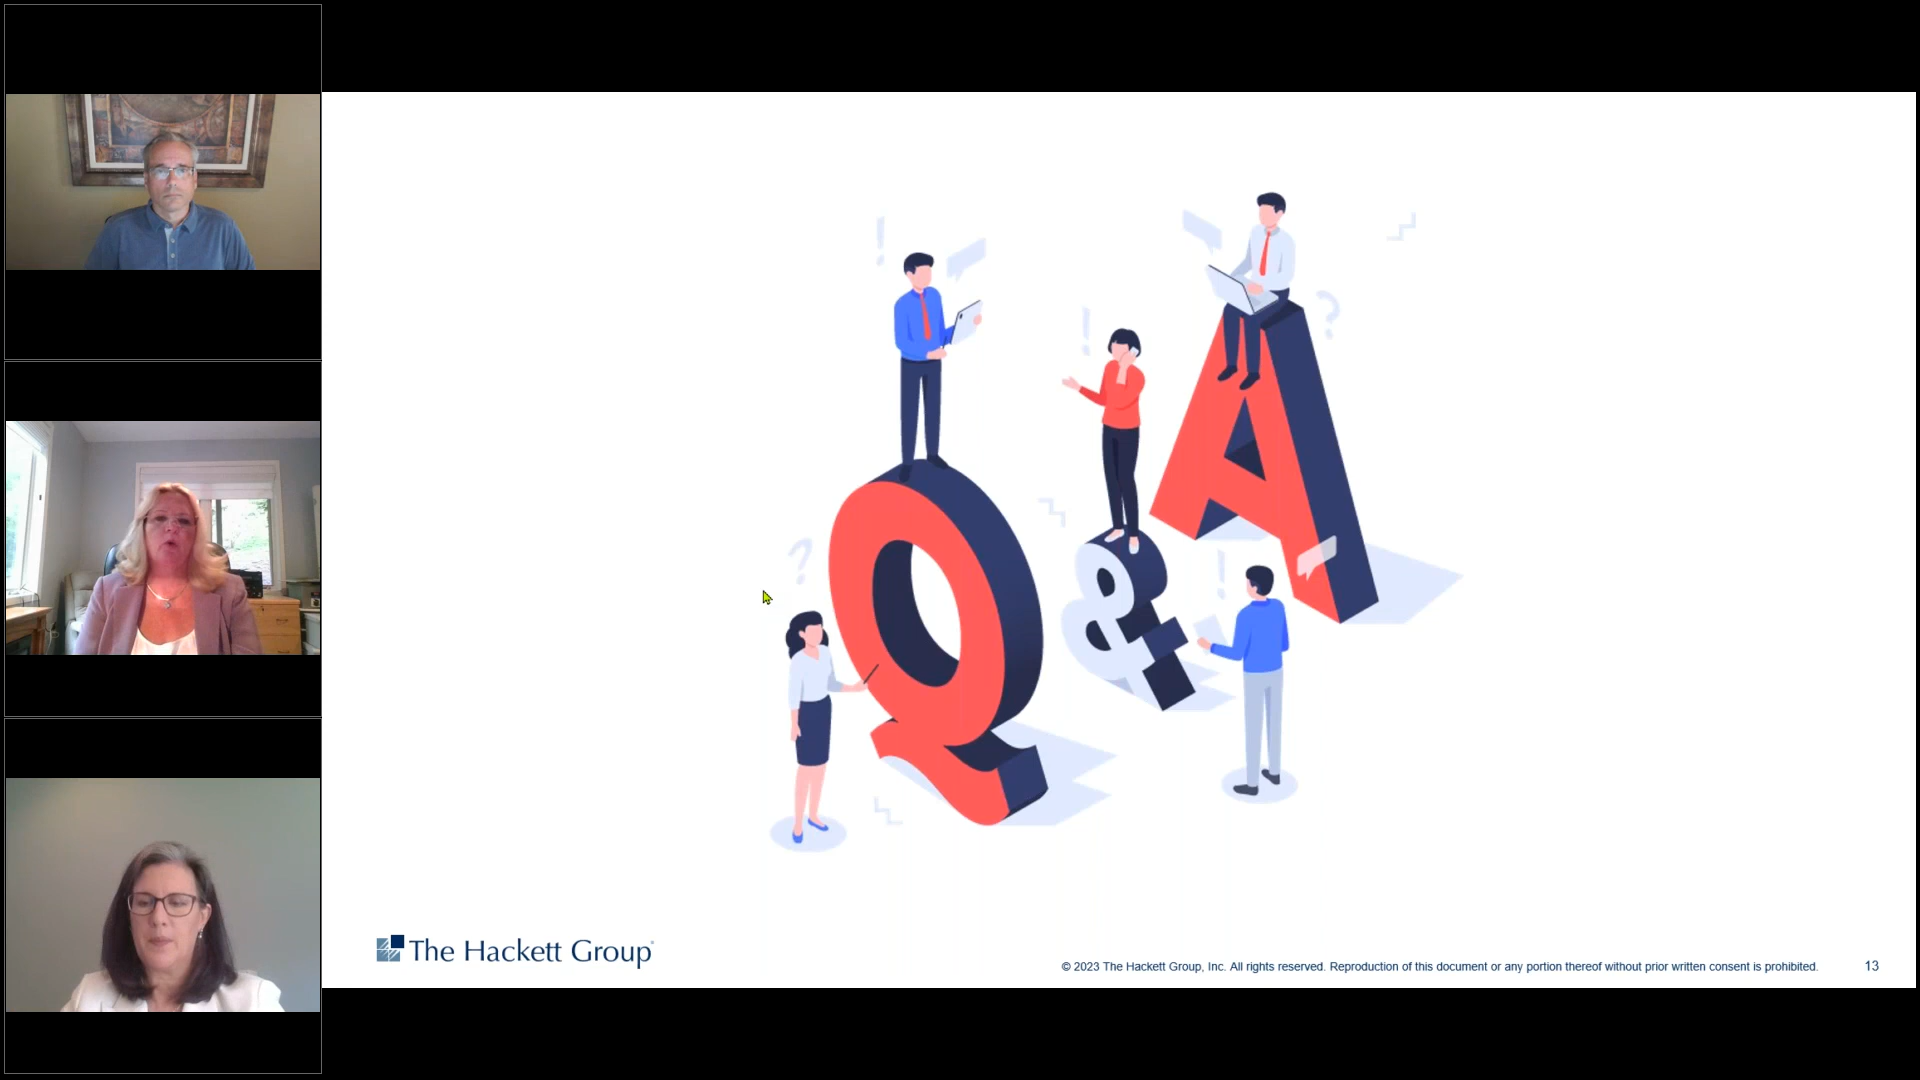 Q & A
The Hackett Group
© 2023 The Hackett Group, Inc. All rights reserved. Reproduction of this document or any portion thereof without prior written consent is prohibited.
13